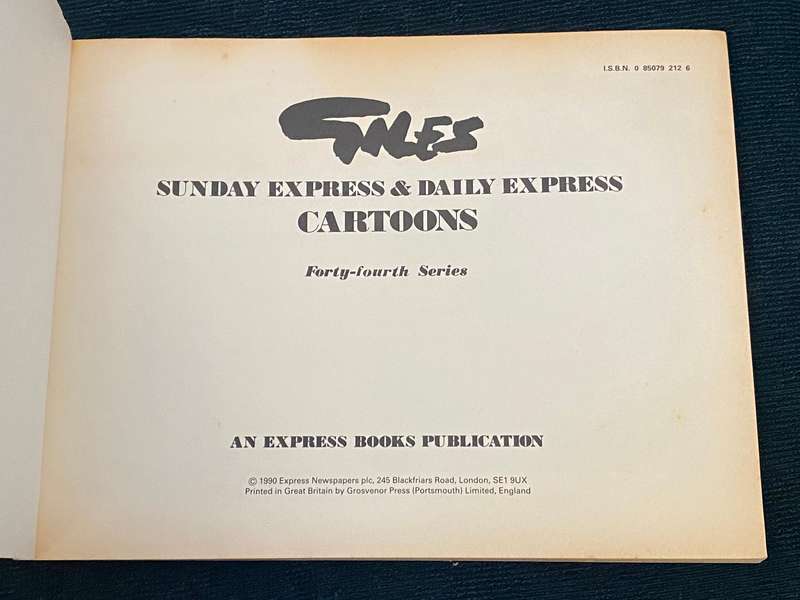 I.S.B.N. 0 85079 212 6
GILES
SUNDAY EXPRESS & DAILY EXPRESS
CARTOONS
Forty-fourth Series
AN EXPRESS BOOKS PUBLICATION
© 1990 Express Newspapers plc, 245 Blackfriars Road, London, SE1 9UX
Printed in Great Britain by Grosvenor Press (Portsmouth) Limited, England